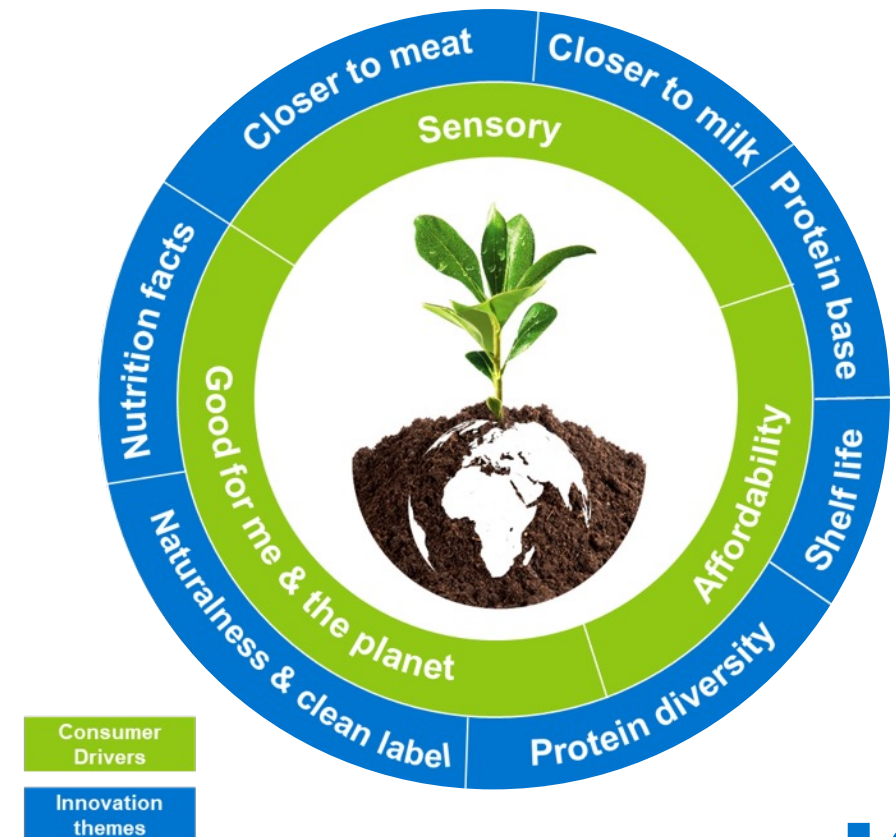 Closer to meat
Closer to milk
Protein base
Shelf life
Protein diversity
Naturalness & clean label
Nutrition facts
Sensory
Affordability
Good for me & the planet
Consumer
Drivers
Innovation
themes